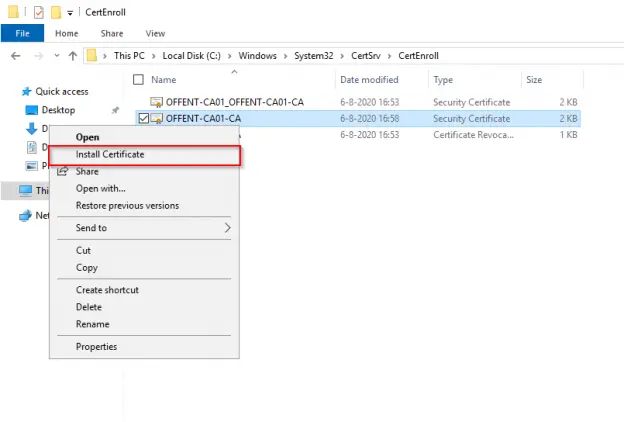 CertEnroll
File Home Share View
This PC Local Disk (C:) Windows System32 CertSrv CertEnroll
Name Date modified Type Size
Quick access
Desktop
OFFENT-CA01_OFFENT-CA01-CA 6-8-2020 16:53 Security Certificate 2 KB
OFFENT-CA01-CA 6-8-2020 16:58 Security Certificate 2 KB
6-8-2020 16:53 Certificate Revoca... 1 KB
Open
Install Certificate
Share
Open with...
Restore previous versions
Send to
Cut
Copy
Create shortcut
Delete
Rename
Properties